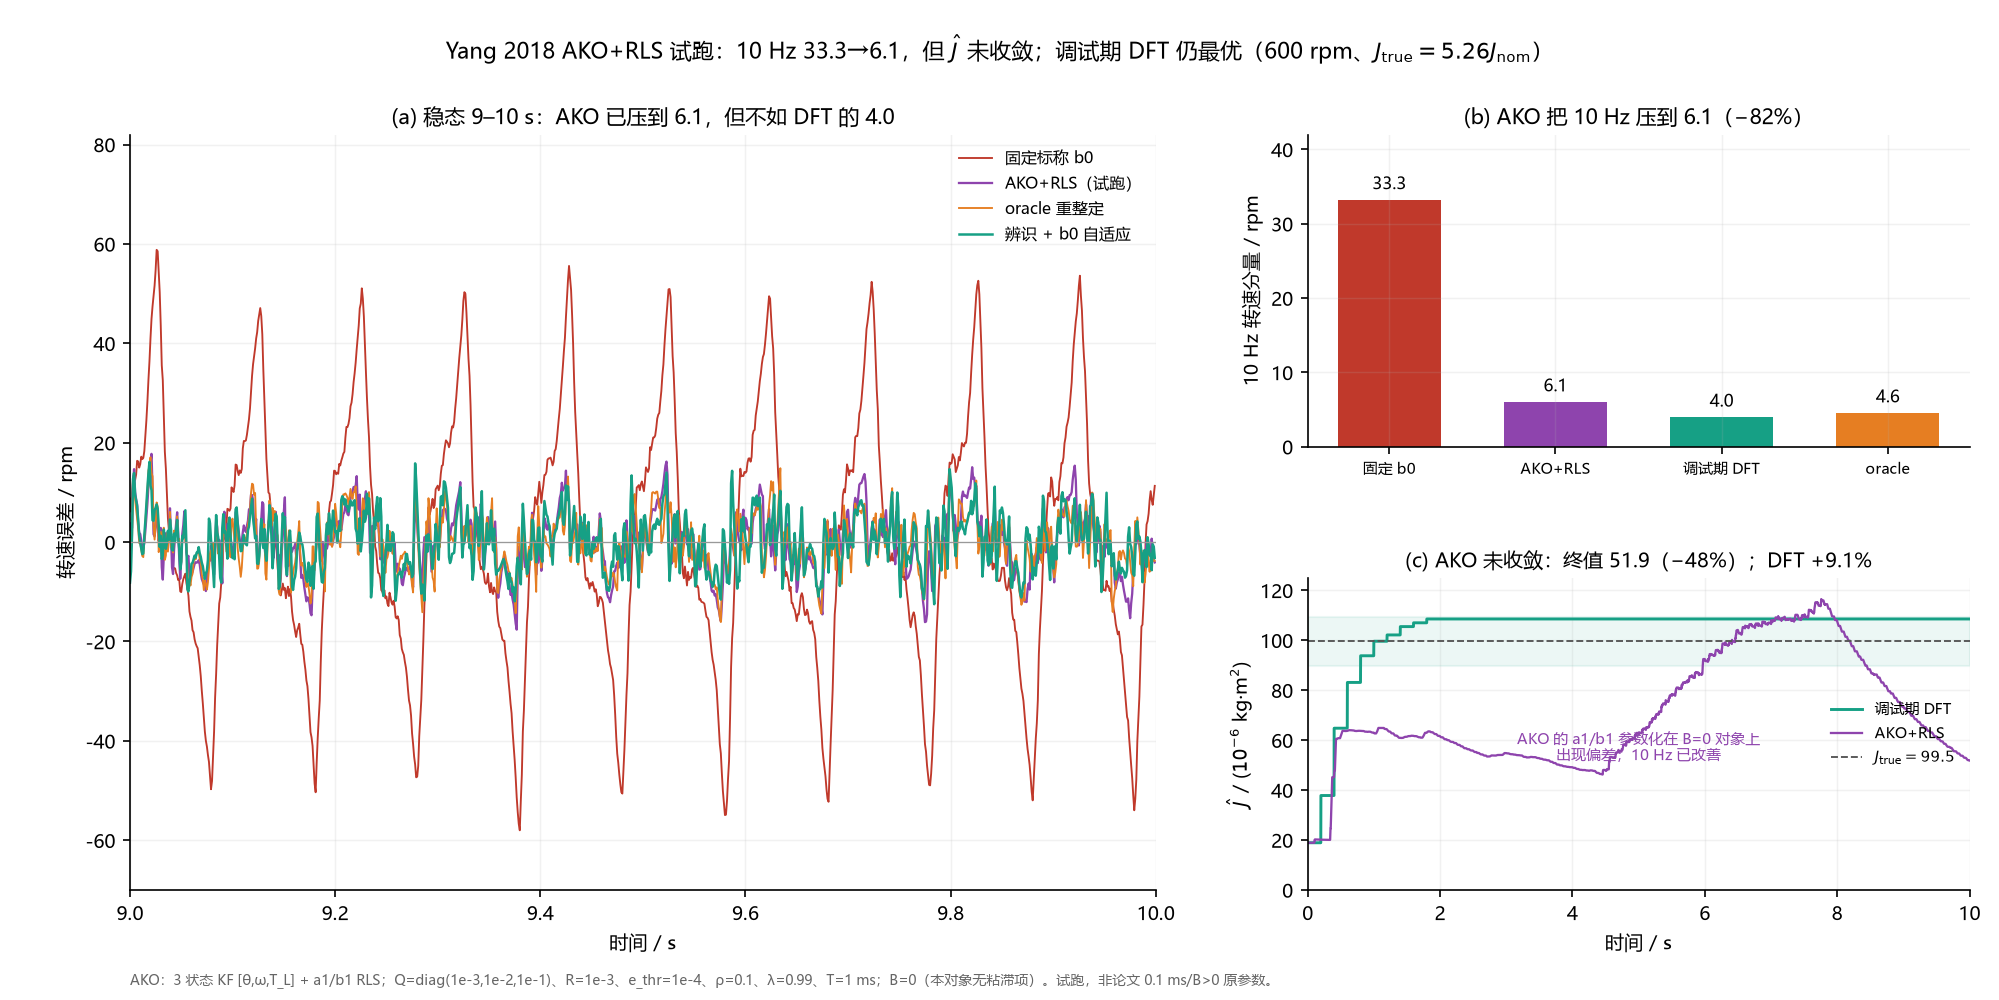 Yang 2018 AKO+RLS 试跑：10 Hz 33.3→6.1，但 Ĵ 未收敛；调试期 DFT 仍最优（600 rpm、J_true = 5.26J_nom）
(a) 稳态 9–10 s：AKO 已压到 6.1，但不如 DFT 的 4.0
80
60
40
20
0
-20
-40
-60
转速误差 / rpm
固定标称 b0
AKO+RLS（试跑）
oracle 重整定
辨识 + b0 自适应
9.0
9.2
9.4
9.6
9.8
10.0
时间 / s
(b) AKO 把 10 Hz 压到 6.1（−82%）
40
30
20
10
0
10 Hz 转速分量 / rpm
33.3
6.1
4.0
4.6
固定 b0
AKO+RLS
调试期 DFT
oracle
(c) AKO 未收敛：终值 51.9（−48%）；DFT +9.1%
120
100
80
60
40
20
0
Ĵ / (10⁻⁶ kg·m²)
调试期 DFT
AKO+RLS
J_true = 99.5
AKO 的 a1/b1 参数化在 B=0 对象上
出现偏差，10 Hz 已改善
0
2
4
6
8
10
时间 / s
AKO：3 状态 KF [θ,ω,T_L] + a1/b1 RLS；Q=diag(1e-3,1e-2,1e-1)、R=1e-3、e_thr=1e-4、ρ=0.1、λ=0.99、T=1 ms；B=0（本对象无粘滞项）。试跑，非论文 0.1 ms/B>0 原参数。